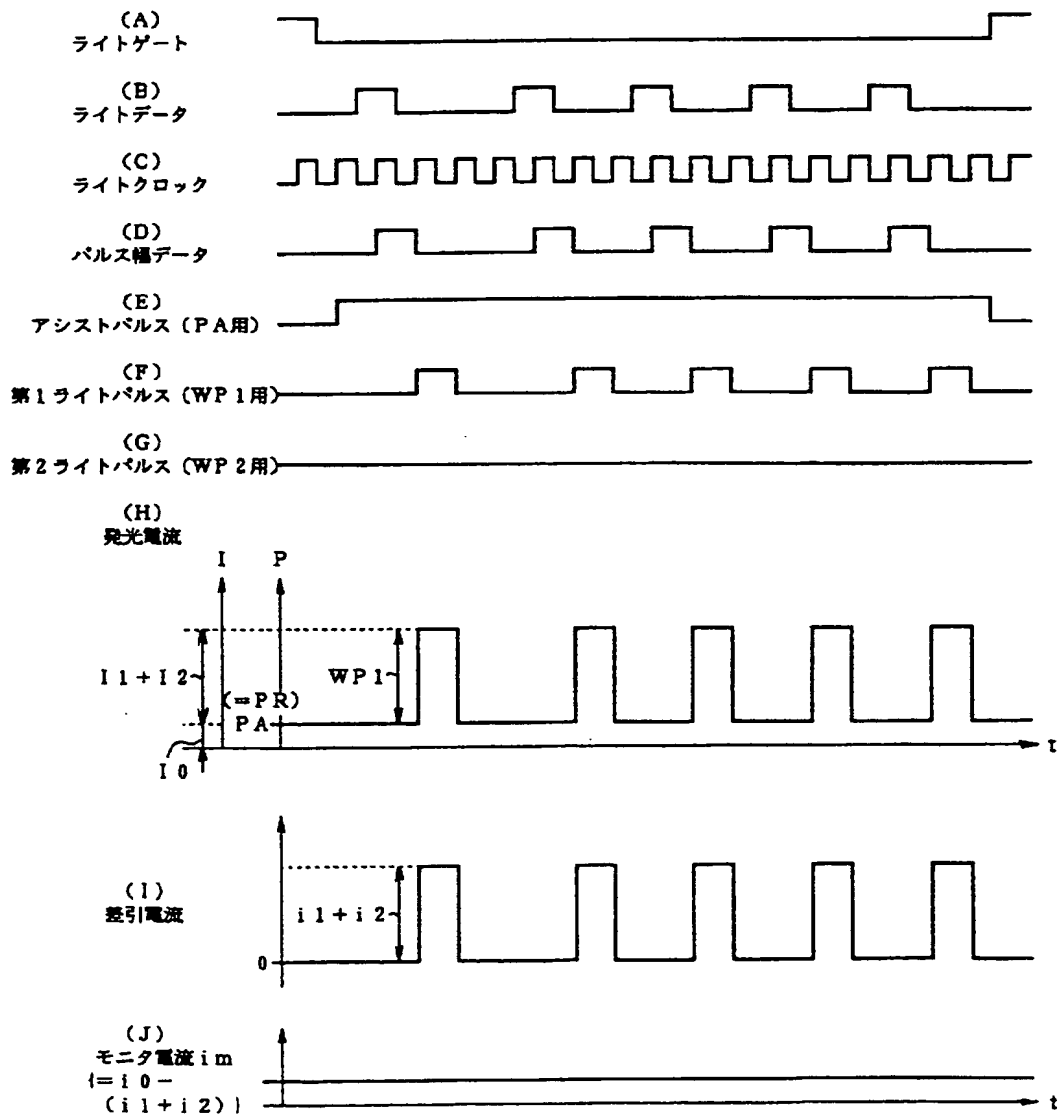 (A)
ライトゲート
(B)
ライトデータ
(C)
ライトクロック
(D)
パルス幅データ
(E)
アシストパルス(PA用)
(F)
第1ライトパルス(WP1用)
(G)
第2ライトパルス(WP2用)
(H)
発光電流
I P
I1+I2
WP1
(=PR)
PA
I0
t
(I)
差引電流
i1+i2
0
(J)
モニタ電流im
{=i0-
(i1+i2)}
t